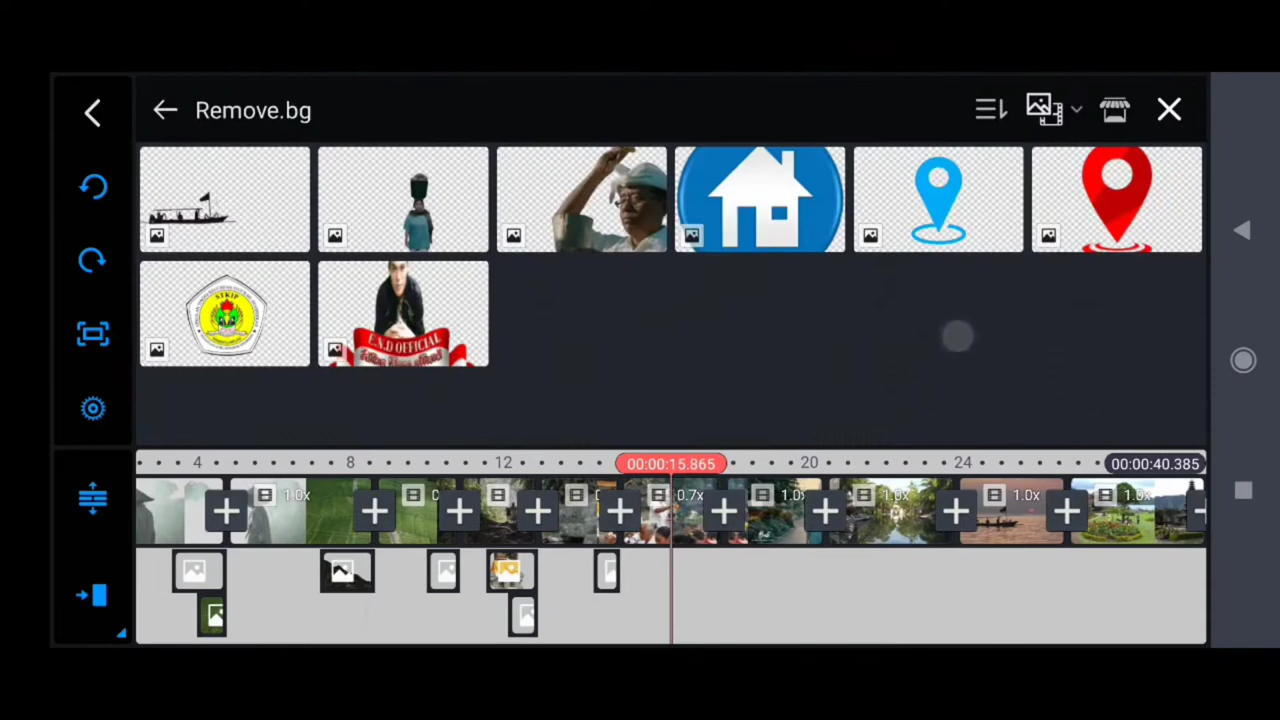 Remove.bg
STKIP
E.N.D OFFICIAL
4
8
12
00:00:15.865
20
24
00:00:40.385
1.0x
0.7x
1.0x
1.0x
1.0x
1.0x